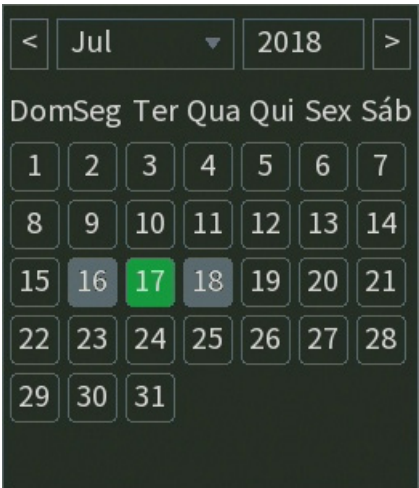 < Jul 2018 >
Dom Seg Ter Qua Qui Sex Sáb
1 2 3 4 5 6 7
8 9 10 11 12 13 14
15 16 17 18 19 20 21
22 23 24 25 26 27 28
29 30 31